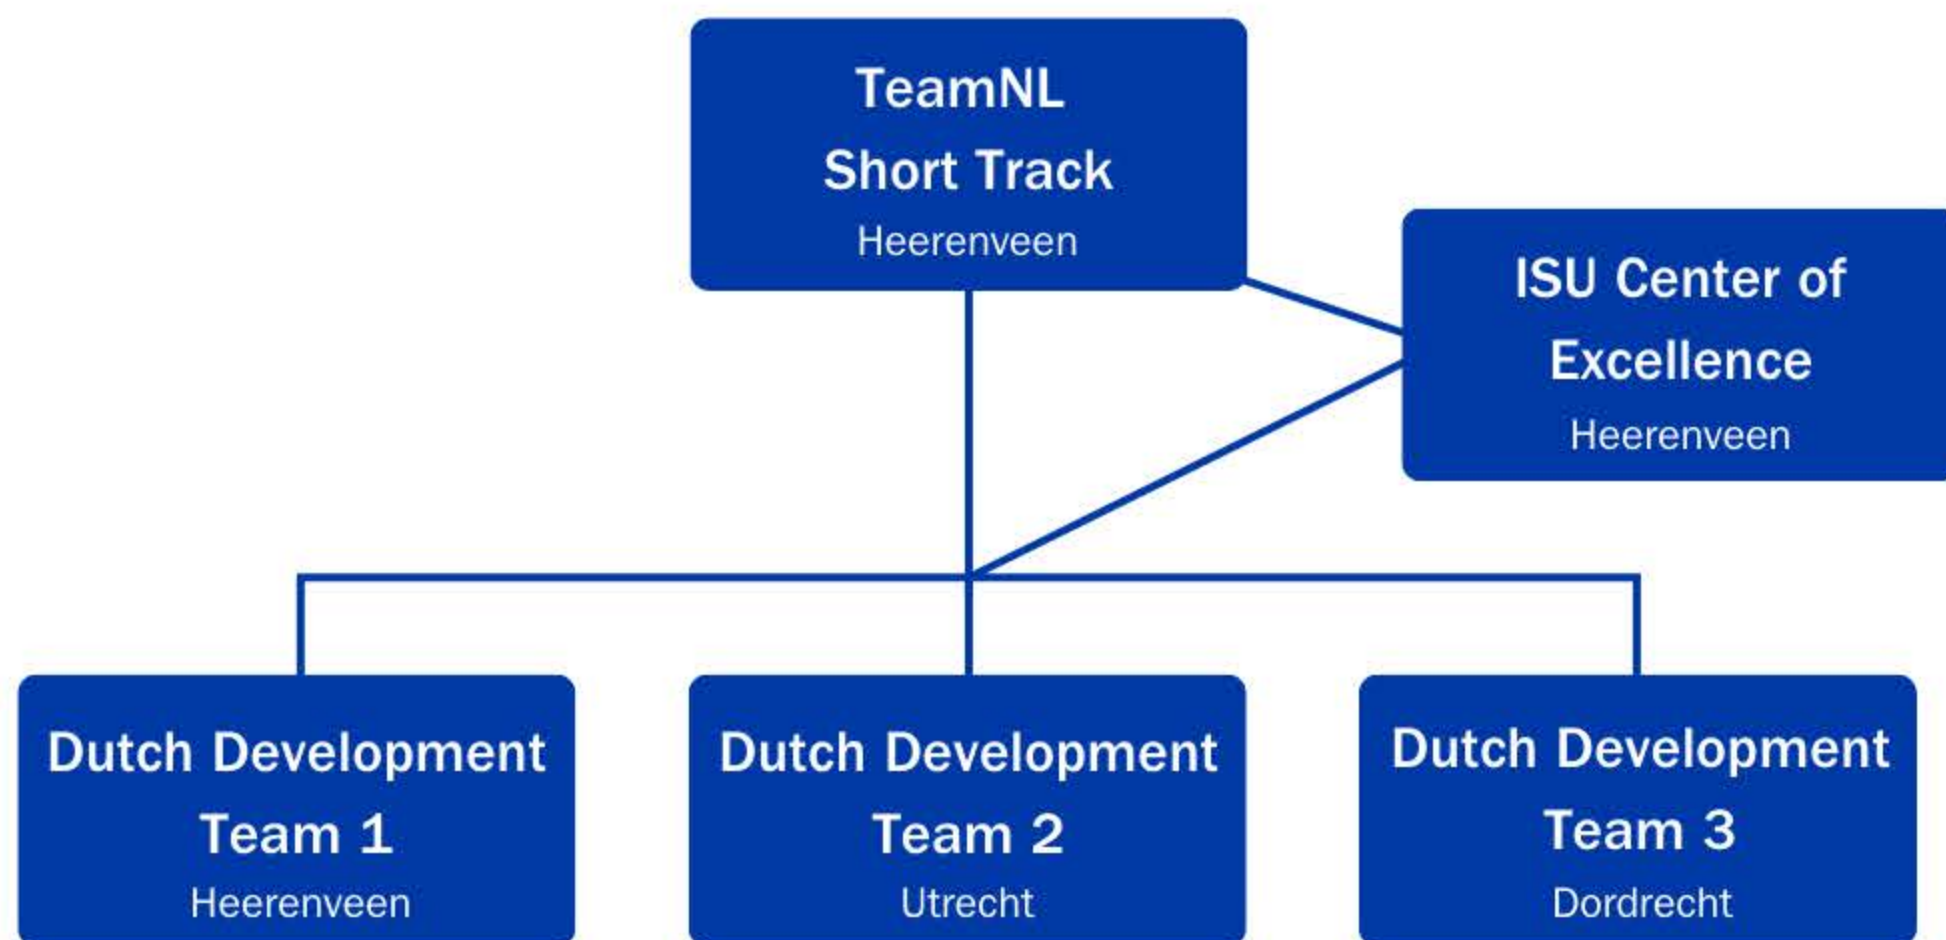 TeamNL
Short Track
Heerenveen
ISU Center of
Excellence
Heerenveen
Dutch Development
Team 1
Heerenveen
Dutch Development
Team 2
Utrecht
Dutch Development
Team 3
Dordrecht